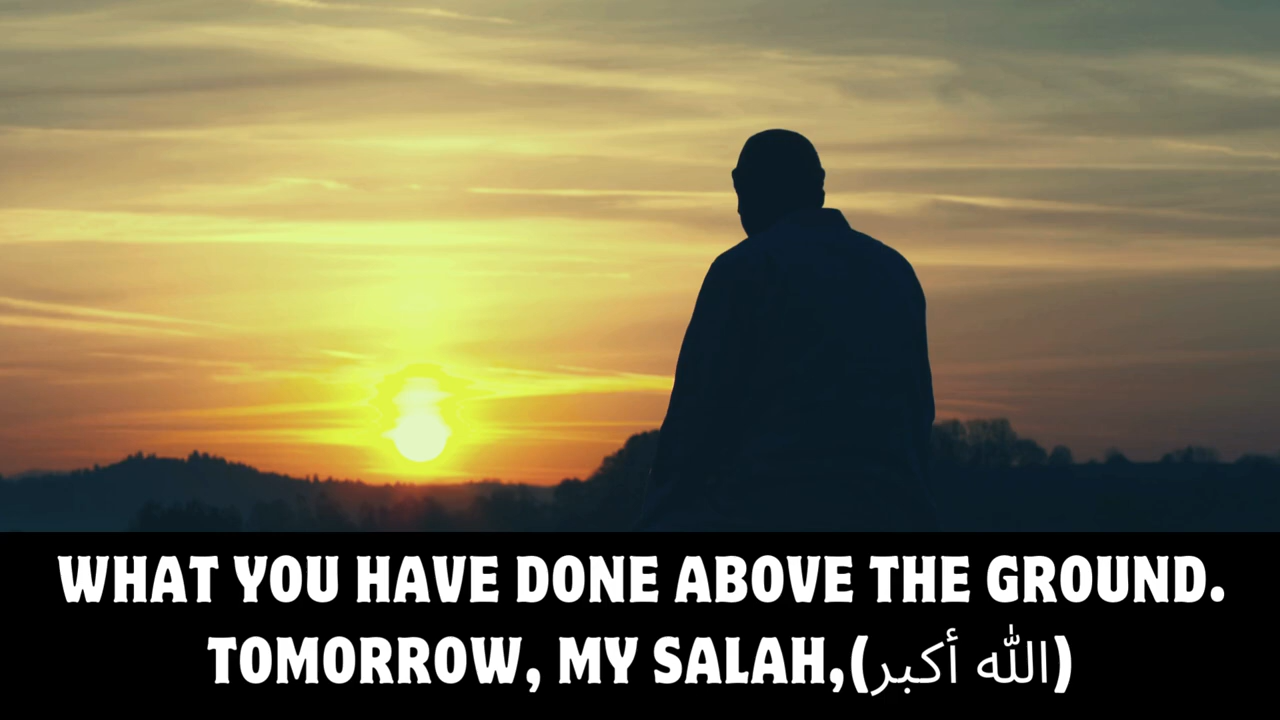 WHAT YOU HAVE DONE ABOVE THE GROUND.
TOMORROW, MY SALAH,(الله أكبر)